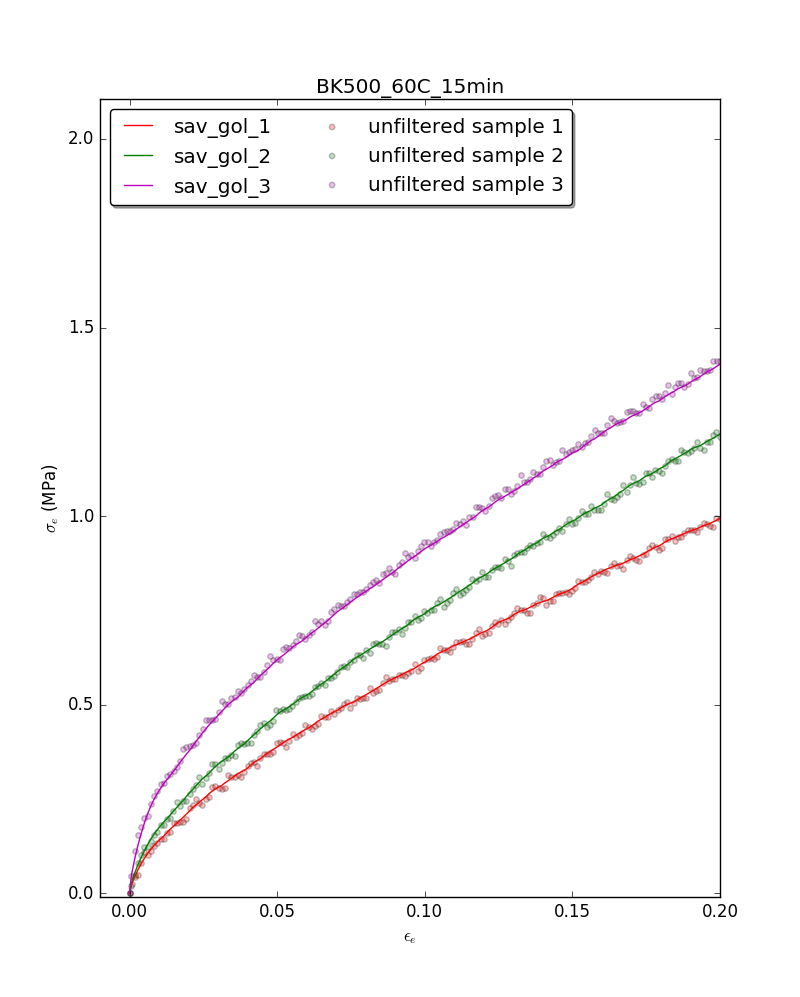 BK500_60C_15min
sav_gol_1 unfiltered sample 1
sav_gol_2 unfiltered sample 2
sav_gol_3 unfiltered sample 3
2.0
1.5
1.0
0.5
0.0
σₑ (MPa)
0.00 0.05 0.10 0.15 0.20
ϵₑ